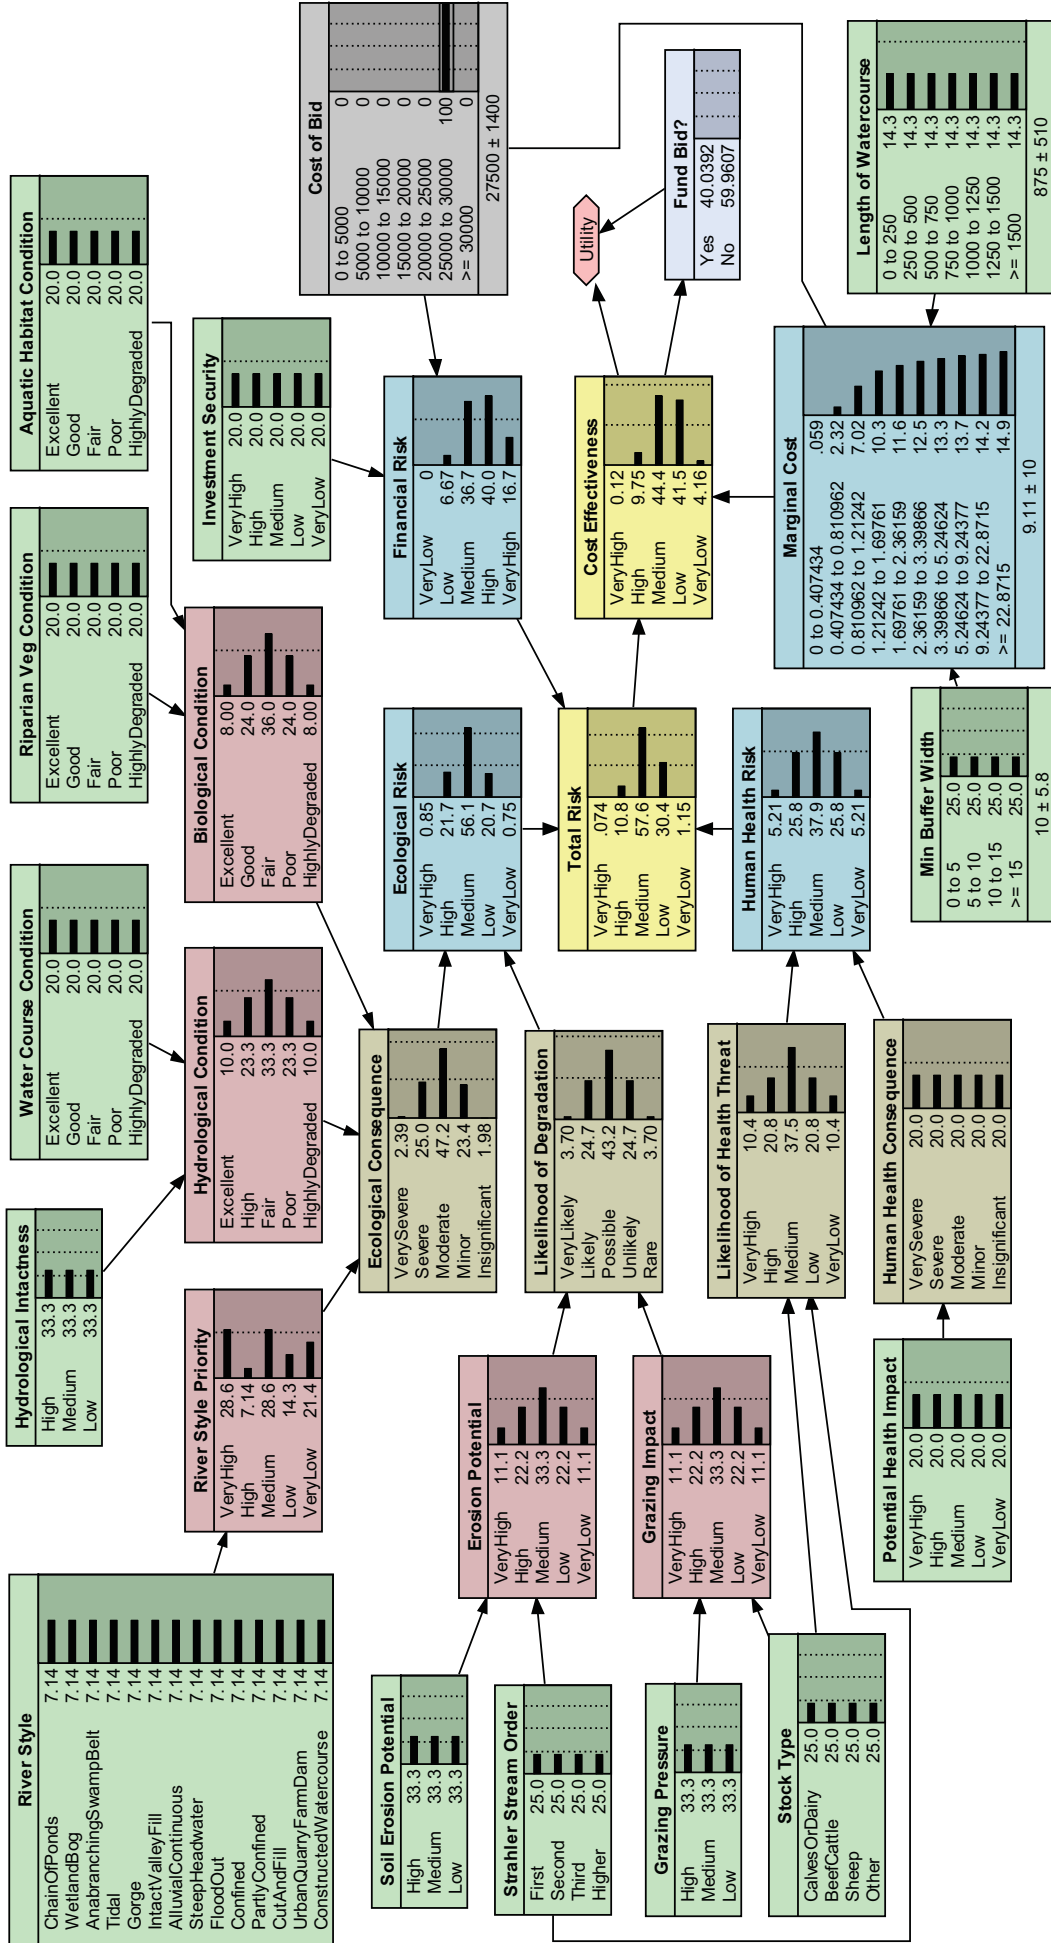 River Style
ChainOfPonds 7.14
WetlandBog 7.14
AnabranchingSwampBelt 7.14
Tidal 7.14
Gorge 7.14
IntactValleyFill 7.14
AlluvialContinuous 7.14
SteepHeadwater 7.14
FloodOut 7.14
Confined 7.14
PartlyConfined 7.14
CutAndFill 7.14
UrbanQuarryFarmDam 7.14
ConstructedWatercourse 7.14
Hydrological Intactness
High 33.3
Medium 33.3
Low 33.3
Water Course Condition
Excellent 20.0
Good 20.0
Fair 20.0
Poor 20.0
HighlyDegraded 20.0
Riparian Veg Condition
Excellent 20.0
Good 20.0
Fair 20.0
Poor 20.0
HighlyDegraded 20.0
Aquatic Habitat Condition
Excellent 20.0
Good 20.0
Fair 20.0
Poor 20.0
HighlyDegraded 20.0
River Style Priority
VeryHigh 28.6
High 7.14
Medium 28.6
Low 14.3
VeryLow 21.4
Hydrological Condition
Excellent 10.0
High 23.3
Fair 33.3
Poor 23.3
HighlyDegraded 10.0
Biological Condition
Excellent 8.00
Good 24.0
Fair 36.0
Poor 24.0
HighlyDegraded 8.00
Investment Security
VeryHigh 20.0
High 20.0
Medium 20.0
Low 20.0
VeryLow 20.0
Cost of Bid
0 to 5000 0
5000 to 10000 0
10000 to 15000 0
15000 to 20000 0
20000 to 25000 0
25000 to 30000 100
>= 30000 0
27500 ± 1400
Soil Erosion Potential
High 33.3
Medium 33.3
Low 33.3
Strahler Stream Order
First 25.0
Second 25.0
Third 25.0
Higher 25.0
Erosion Potential
VeryHigh 11.1
High 22.2
Medium 33.3
Low 22.2
VeryLow 11.1
Ecological Consequence
VerySevere 2.39
Severe 25.0
Moderate 47.2
Minor 23.4
Insignificant 1.98
Likelihood of Degradation
VeryLikely 3.70
Likely 24.7
Possible 43.2
Unlikely 24.7
Rare 3.70
Ecological Risk
VeryHigh 0.85
High 21.7
Medium 56.1
Low 20.7
VeryLow 0.75
Financial Risk
VeryLow 0
Low 6.67
Medium 36.7
High 40.0
VeryHigh 16.7
Total Risk
VeryHigh .074
High 10.8
Medium 57.6
Low 30.4
VeryLow 1.15
Cost Effectiveness
VeryHigh 0.12
High 9.75
Medium 44.4
Low 41.5
VeryLow 4.16
Utility
Fund Bid?
Yes 40.0392
No 59.9607
Grazing Pressure
High 33.3
Medium 33.3
Low 33.3
Stock Type
CalvesOrDairy 25.0
BeefCattle 25.0
Sheep 25.0
Other 25.0
Grazing Impact
VeryHigh 11.1
High 22.2
Medium 33.3
Low 22.2
VeryLow 11.1
Likelihood of Health Threat
VeryHigh 10.4
High 20.8
Medium 37.5
Low 20.8
VeryLow 10.4
Human Health Risk
VeryHigh 5.21
High 25.8
Medium 37.9
Low 25.8
VeryLow 5.21
Potential Health Impact
VeryHigh 20.0
High 20.0
Medium 20.0
Low 20.0
VeryLow 20.0
Human Health Consequence
VerySevere 20.0
Severe 20.0
Moderate 20.0
Minor 20.0
Insignificant 20.0
Min Buffer Width
0 to 5 25.0
5 to 10 25.0
10 to 15 25.0
>= 15 25.0
10 ± 5.8
Marginal Cost
0 to 0.407434 .059
0.407434 to 0.810962 2.32
0.810962 to 1.21242 7.02
1.21242 to 1.69761 10.3
1.69761 to 2.36159 11.6
2.36159 to 3.39866 12.5
3.39866 to 5.24624 13.3
5.24624 to 9.24377 13.7
9.24377 to 22.8715 14.2
>= 22.8715 14.9
9.11 ± 10
Length of Watercourse
0 to 250 14.3
250 to 500 14.3
500 to 750 14.3
750 to 1000 14.3
1000 to 1250 14.3
1250 to 1500 14.3
>= 1500 14.3
875 ± 510